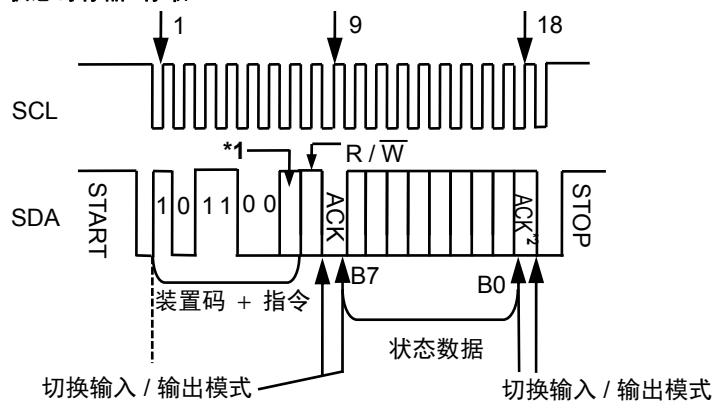 1 9 18
SCL
*1 R / W
SDA START 1 0 1 1 0 0 ACK ACK*2 STOP
B7 B0
装置码 + 指令
状态数据
切换输入 / 输出模式 切换输入 / 输出模式